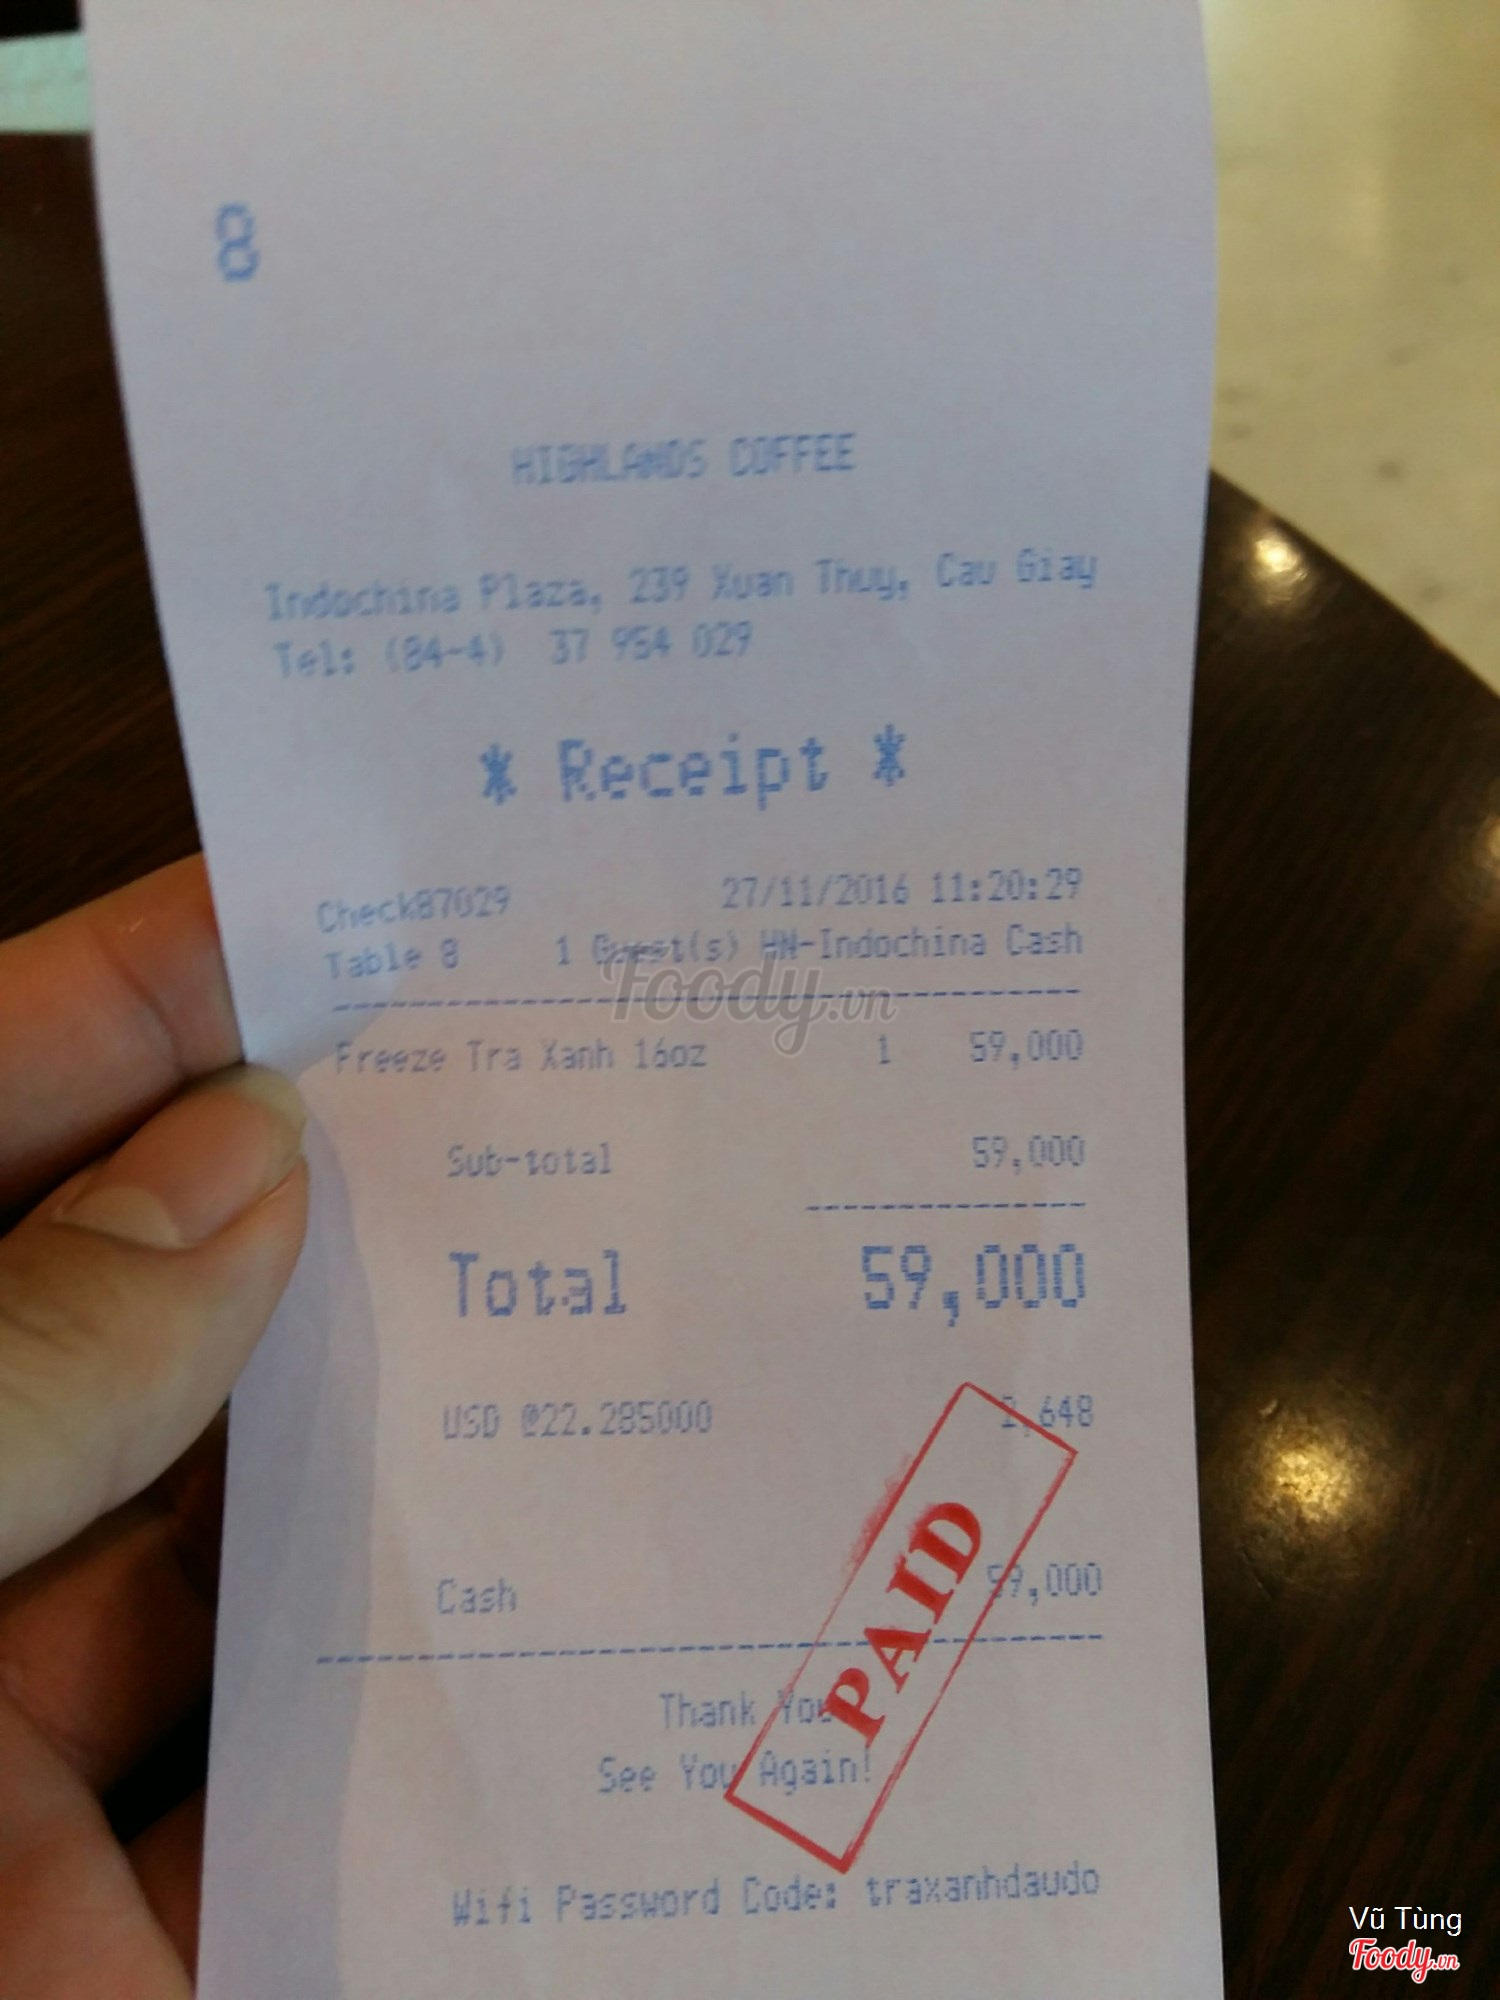 8
HIGHLANDS COFFEE
Indochina Plaza, 239 Xuan Thuy, Cau Giay
Tel: (84-4) 37 954 029
* Receipt *
Check87029 27/11/2016 11:20:29
Table 8 1 Guest(s) HN-Indochina Cash
Foody.vn
Freeze Tra Xanh 16oz 1 59,000
Sub-total 59,000
Total 59,000
USD @22.285000 2,648
Cash 59,000
PAID
Thank You
See You Again!
Wifi Password Code: traxanhdaudo
Vũ Tùng
Foody.vn